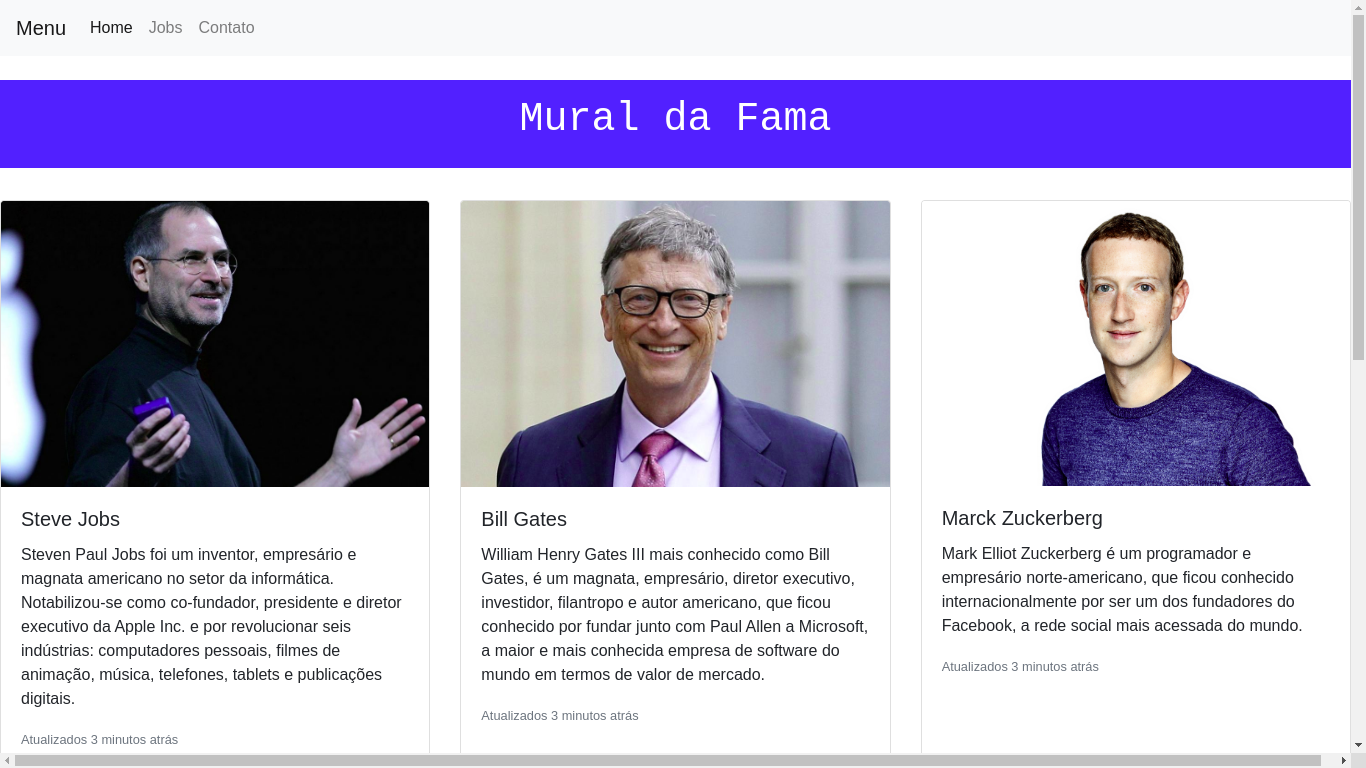 Menu Home Jobs Contato
Mural da Fama
Steve Jobs
Steven Paul Jobs foi um inventor, empresário e
magnata americano no setor da informática.
Notabilizou-se como co-fundador, presidente e diretor
executivo da Apple Inc. e por revolucionar seis
indústrias: computadores pessoais, filmes de
animação, música, telefones, tablets e publicações
digitais.
Atualizados 3 minutos atrás
Bill Gates
William Henry Gates III mais conhecido como Bill
Gates, é um magnata, empresário, diretor executivo,
investidor, filantropo e autor americano, que ficou
conhecido por fundar junto com Paul Allen a Microsoft,
a maior e mais conhecida empresa de software do
mundo em termos de valor de mercado.
Atualizados 3 minutos atrás
Marck Zuckerberg
Mark Elliot Zuckerberg é um programador e
empresário norte-americano, que ficou conhecido
internacionalmente por ser um dos fundadores do
Facebook, a rede social mais acessada do mundo.
Atualizados 3 minutos atrás